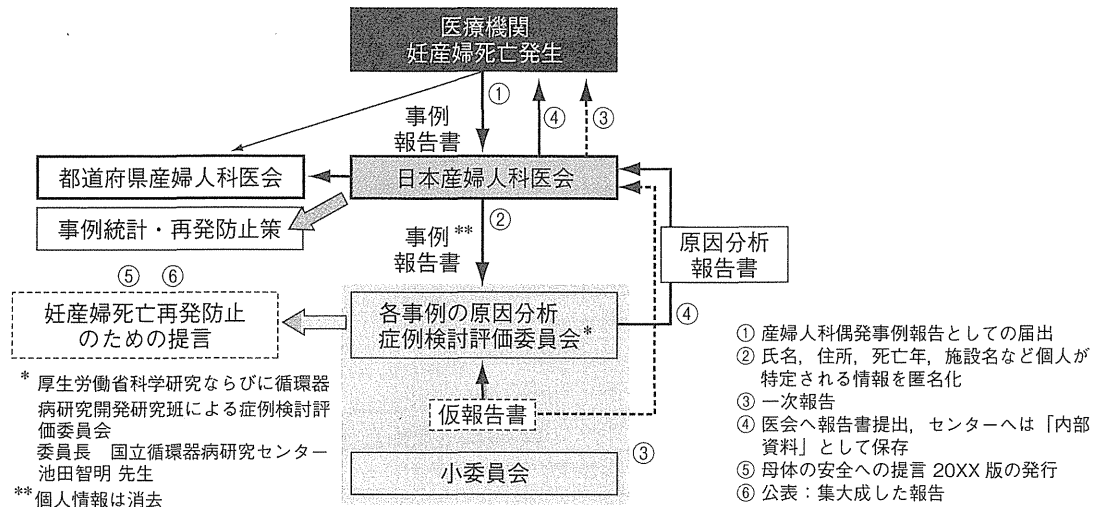 医療機関
妊産婦死亡発生
①
④
③
事例
報告書
都道府県産婦人科医会
日本産婦人科医会
事例統計・再発防止策
②
事例**
報告書
原因分析
報告書
⑤ ⑥
妊産婦死亡再発防止
のための提言
各事例の原因分析
症例検討評価委員会*
④
仮報告書
③
小委員会
* 厚生労働省科学研究ならびに循環器
病研究開発研究班による症例検討評
価委員会
委員長 国立循環器病研究センター
池田智明 先生
**個人情報は消去
① 産婦人科偶発事例報告としての届出
② 氏名，住所，死亡年，施設名など個人が
特定される情報を匿名化
③ 一次報告
④ 医会へ報告書提出，センターへは「内部
資料」として保存
⑤ 母体の安全への提言 20XX 版の発行
⑥ 公表：集大成した報告